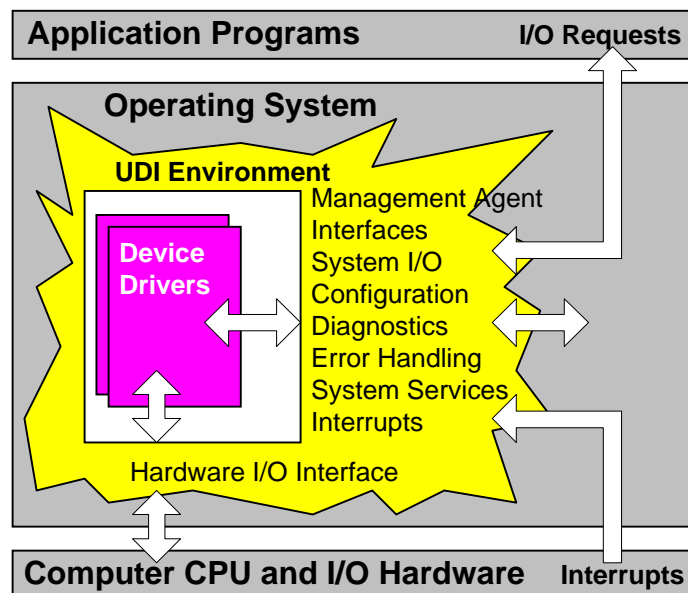 Application Programs
I/O Requests
Operating System
UDI Environment
Management Agent
Interfaces
System I/O
Configuration
Diagnostics
Error Handling
System Services
Interrupts
Device
Drivers
Hardware I/O Interface
Computer CPU and I/O Hardware
Interrupts